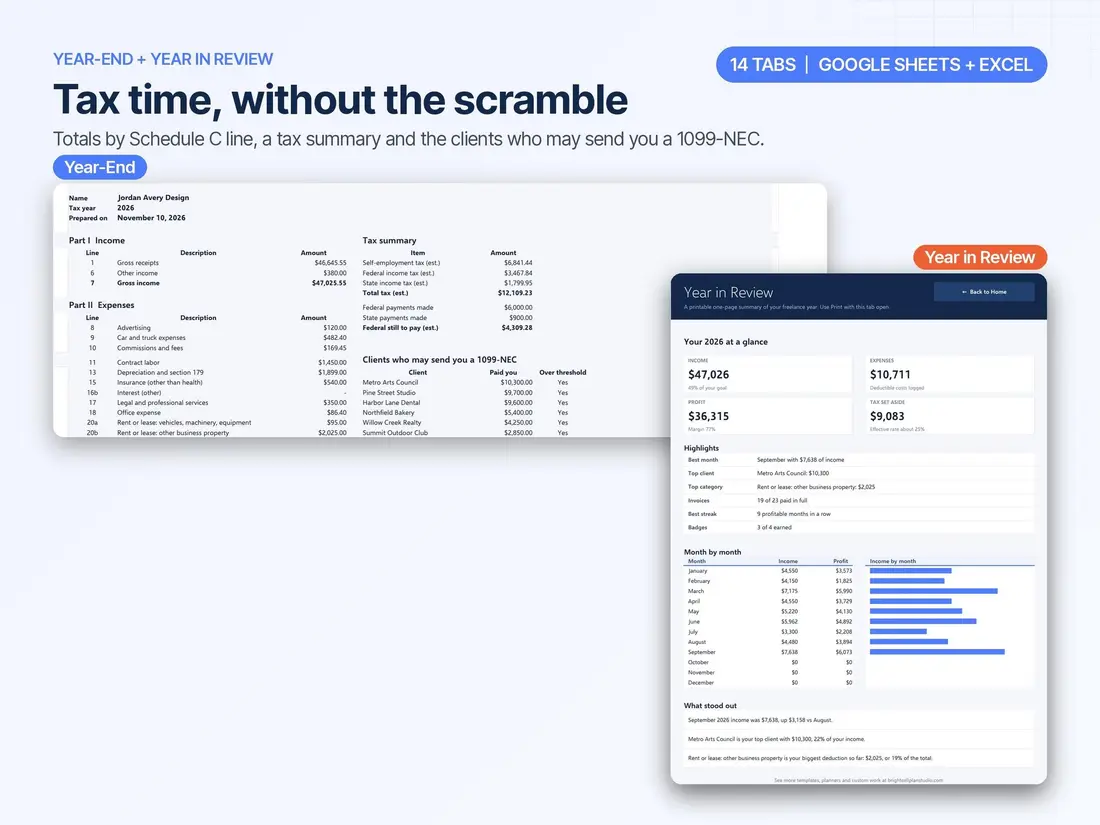 YEAR-END + YEAR IN REVIEW
14 TABS | GOOGLE SHEETS + EXCEL
Tax time, without the scramble
Totals by Schedule C line, a tax summary and the clients who may send you a 1099-NEC.
Year-End
Name Jordan Avery Design
Tax year 2026
Prepared on November 10, 2026
Part I Income
Line Description Amount
1 Gross receipts $46,645.55
6 Other income $380.00
7 Gross income $47,025.55
Part II Expenses
Line Description Amount
8 Advertising $120.00
9 Car and truck expenses $482.40
10 Commissions and fees $169.45
11 Contract labor $1,450.00
13 Depreciation and section 179 $1,899.00
15 Insurance (other than health) $540.00
16b Interest (other) -
17 Legal and professional services $350.00
18 Office expense $86.40
20a Rent or lease: vehicles, machinery, equipment $95.00
20b Rent or lease: other business property $2,025.00
Tax summary
Item Amount
Self-employment tax (est.) $6,841.44
Federal income tax (est.) $3,467.84
State income tax (est.) $1,799.95
Total tax (est.) $12,109.23
Federal payments made $6,000.00
State payments made $900.00
Federal still to pay (est.) $4,309.28
Clients who may send you a 1099-NEC
Client Paid you Over threshold
Metro Arts Council $10,300.00 Yes
Pine Street Studio $9,700.00 Yes
Harbor Lane Dental $9,600.00 Yes
Northfield Bakery $5,400.00 Yes
Willow Creek Realty $4,250.00 Yes
Summit Outdoor Club $2,850.00 Yes
Year in Review
Year in Review
← Back to Home
A printable one-page summary of your freelance year. Use Print with this tab open.
Your 2026 at a glance
INCOME EXPENSES
$47,026 $10,711
49% of your goal Deductible costs logged
PROFIT TAX SET ASIDE
$36,315 $9,083
Margin 77% Effective rate about 25%
Highlights
Best month September with $7,638 of income
Top client Metro Arts Council: $10,300
Top category Rent or lease: other business property: $2,025
Invoices 19 of 23 paid in full
Best streak 9 profitable months in a row
Badges 3 of 4 earned
Month by month
Month Income Profit Income by month
January $4,550 $3,573
February $4,150 $1,825
March $7,175 $5,990
April $4,550 $3,729
May $5,220 $4,130
June $5,962 $4,892
July $3,300 $2,208
August $4,480 $3,894
September $7,638 $6,073
October $0 $0
November $0 $0
December $0 $0
What stood out
September 2026 income was $7,638, up $3,158 vs August.
Metro Arts Council is your top client with $10,300, 22% of your income.
Rent or lease: other business property is your biggest deduction so far: $2,025, or 19% of the total.
See more templates, planners and custom work at